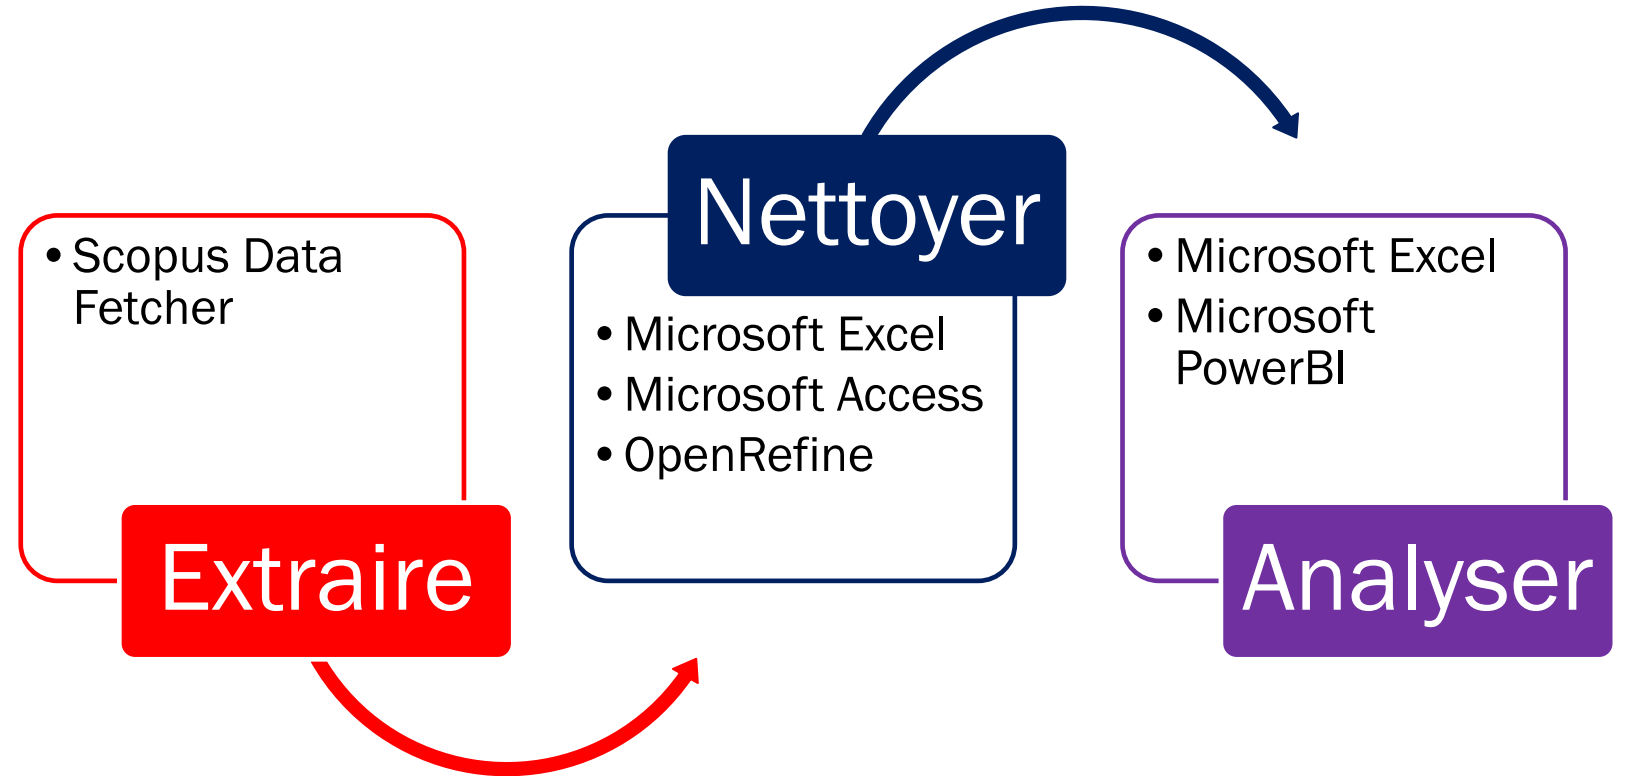 • Scopus Data
Fetcher
Extraire
Nettoyer
• Microsoft Excel
• Microsoft Access
• OpenRefine
• Microsoft Excel
• Microsoft
PowerBI
Analyser